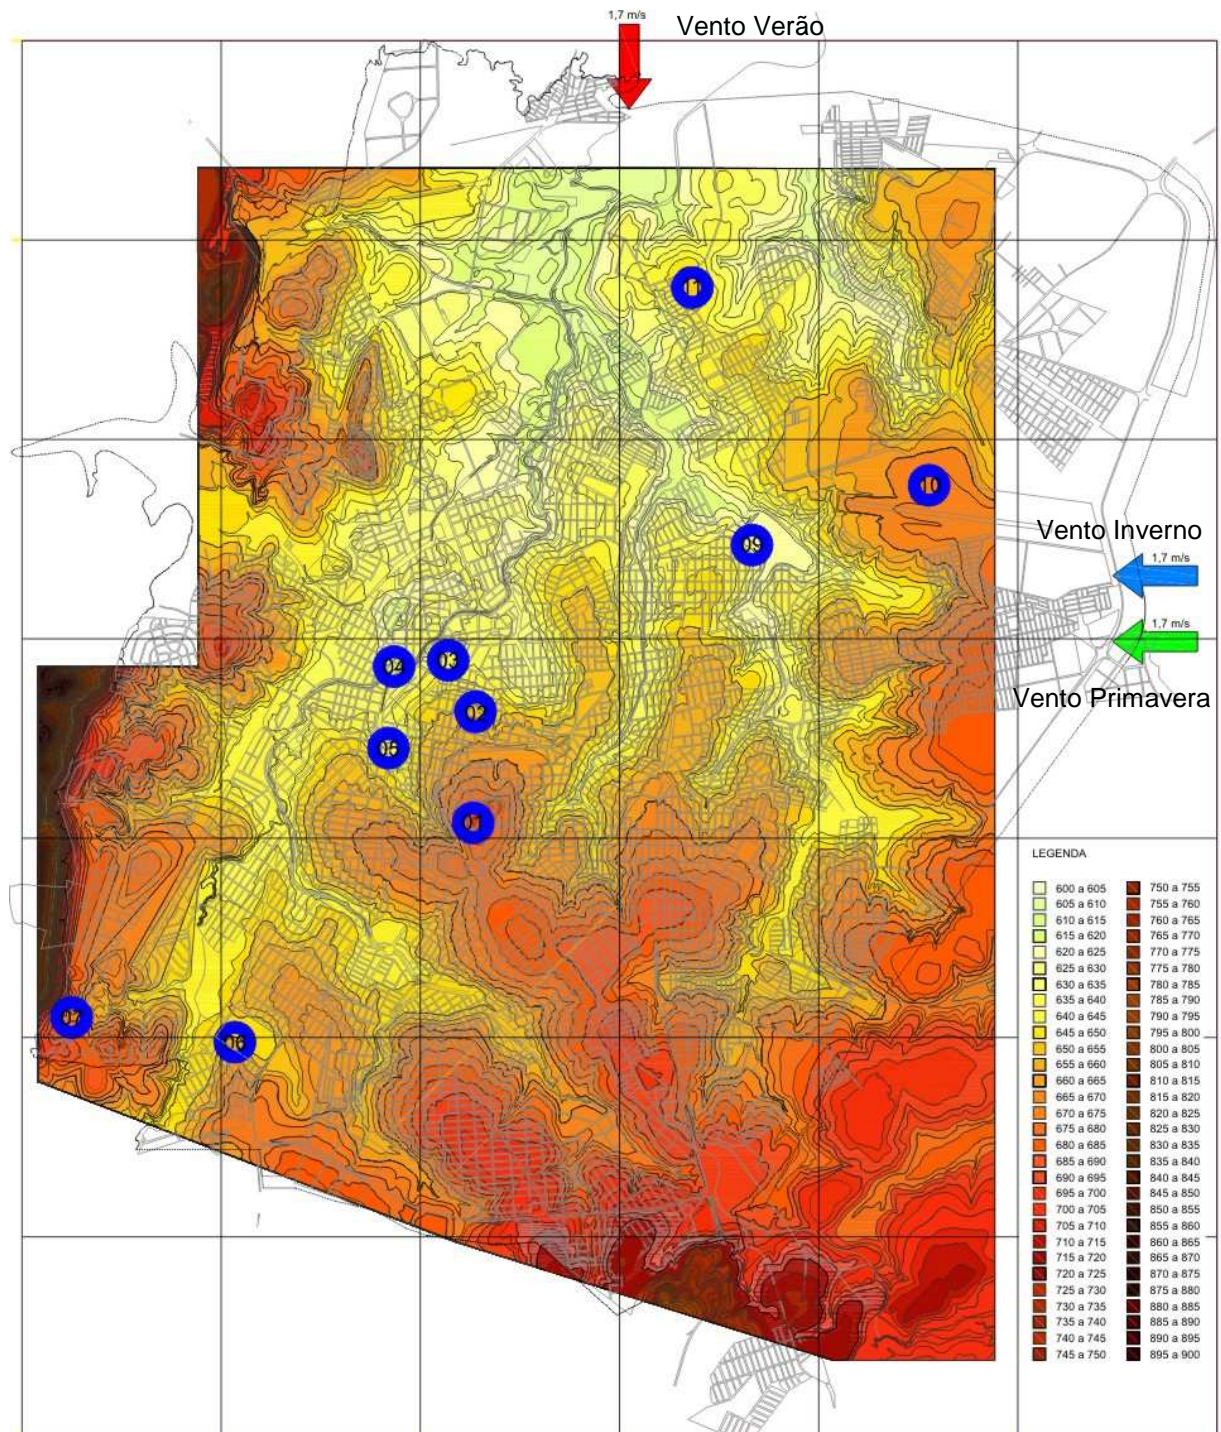 1,7 m/s
Vento Verão
11
10
Vento Inverno
1,7 m/s
09
1,7 m/s
04
03
Vento Primavera
02
01
LEGENDA
600 a 605
605 a 610
610 a 615
615 a 620
620 a 625
625 a 630
630 a 635
635 a 640
640 a 645
645 a 650
650 a 655
655 a 660
660 a 665
665 a 670
670 a 675
675 a 680
680 a 685
685 a 690
690 a 695
695 a 700
700 a 705
705 a 710
710 a 715
715 a 720
720 a 725
725 a 730
730 a 735
735 a 740
740 a 745
745 a 750
750 a 755
755 a 760
760 a 765
765 a 770
770 a 775
775 a 780
780 a 785
785 a 790
790 a 795
795 a 800
800 a 805
805 a 810
810 a 815
815 a 820
820 a 825
825 a 830
830 a 835
835 a 840
840 a 845
845 a 850
850 a 855
855 a 860
860 a 865
865 a 870
870 a 875
875 a 880
880 a 885
885 a 890
890 a 895
895 a 900
07
06